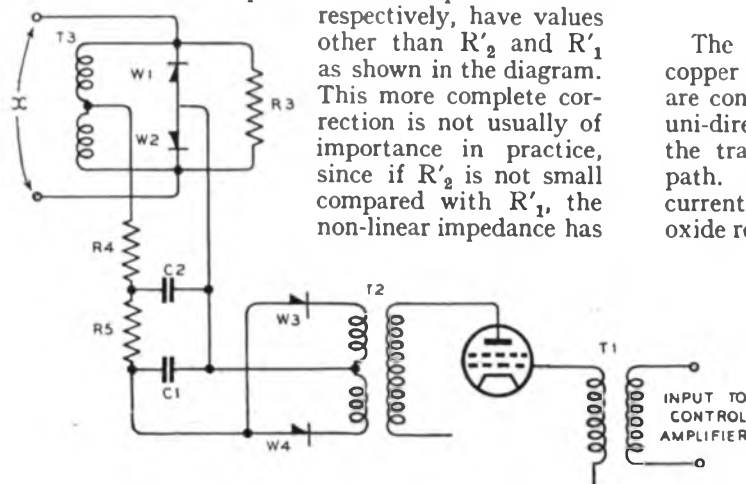 respectively, have values
other than R'₂ and R'₁
as shown in the diagram.
This more complete cor-
rection is not usually of
importance in practice,
since if R'₂ is not small
compared with R'₁, the
non-linear impedance has
The
copper
are con
uni-dire
the tra
path.
current
oxide re
T3
W1
X
R3
W2
R4
C2
T2
W3
R5
T1
C1
W4
INPUT TO
CONTROL
AMPLIFIER